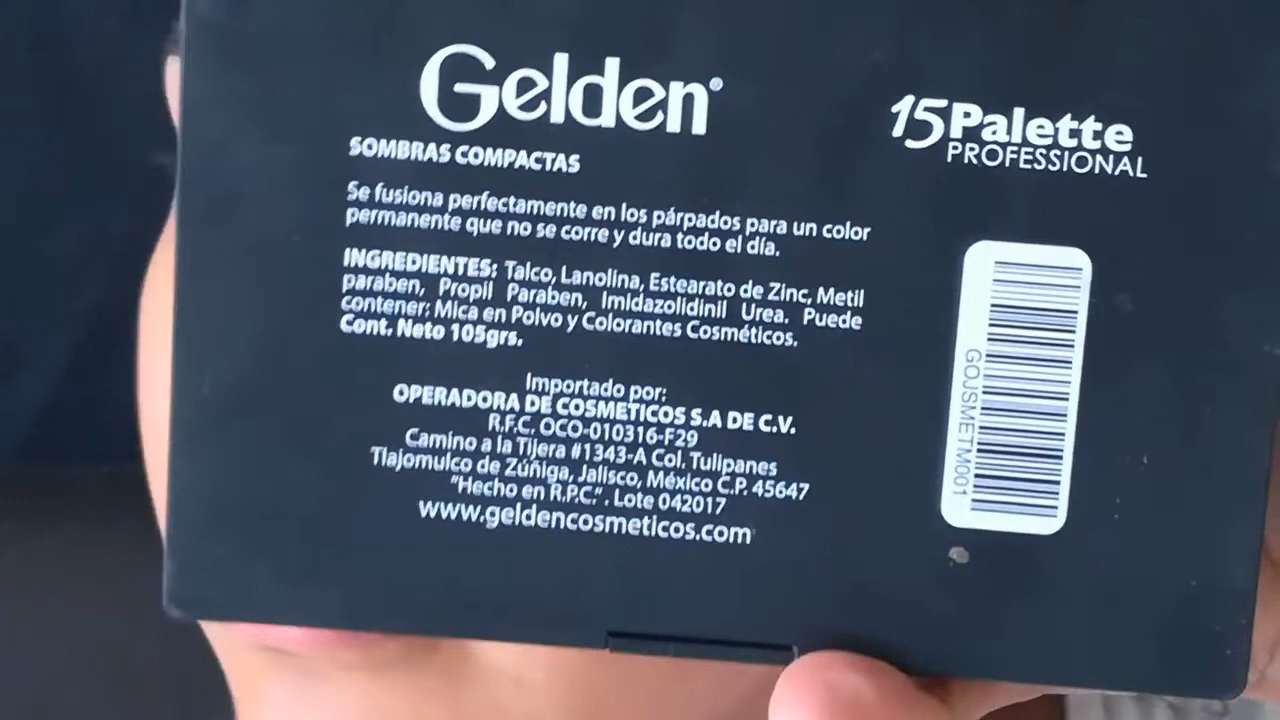 Gelden®
SOMBRAS COMPACTAS
Se fusiona perfectamente en los párpados para un color
permanente que no se corre y dura todo el día.
INGREDIENTES: Talco, Lanolina, Estearato de Zinc, Metil
paraben, Propil Paraben, Imidazolidinil Urea. Puede
contener: Mica en Polvo y Colorantes Cosméticos.
Cont. Neto 105grs.
Importado por:
OPERADORA DE COSMETICOS S.A DE C.V.
R.F.C. OCO-010316-F29
Camino a la Tijera #1343-A Col. Tulipanes
Tlajomulco de Zúñiga, Jalisco, México C.P. 45647
"Hecho en R.P.C.". Lote 042017
www.geldencosmeticos.com
15Palette
PROFESSIONAL
GOJSMETM001